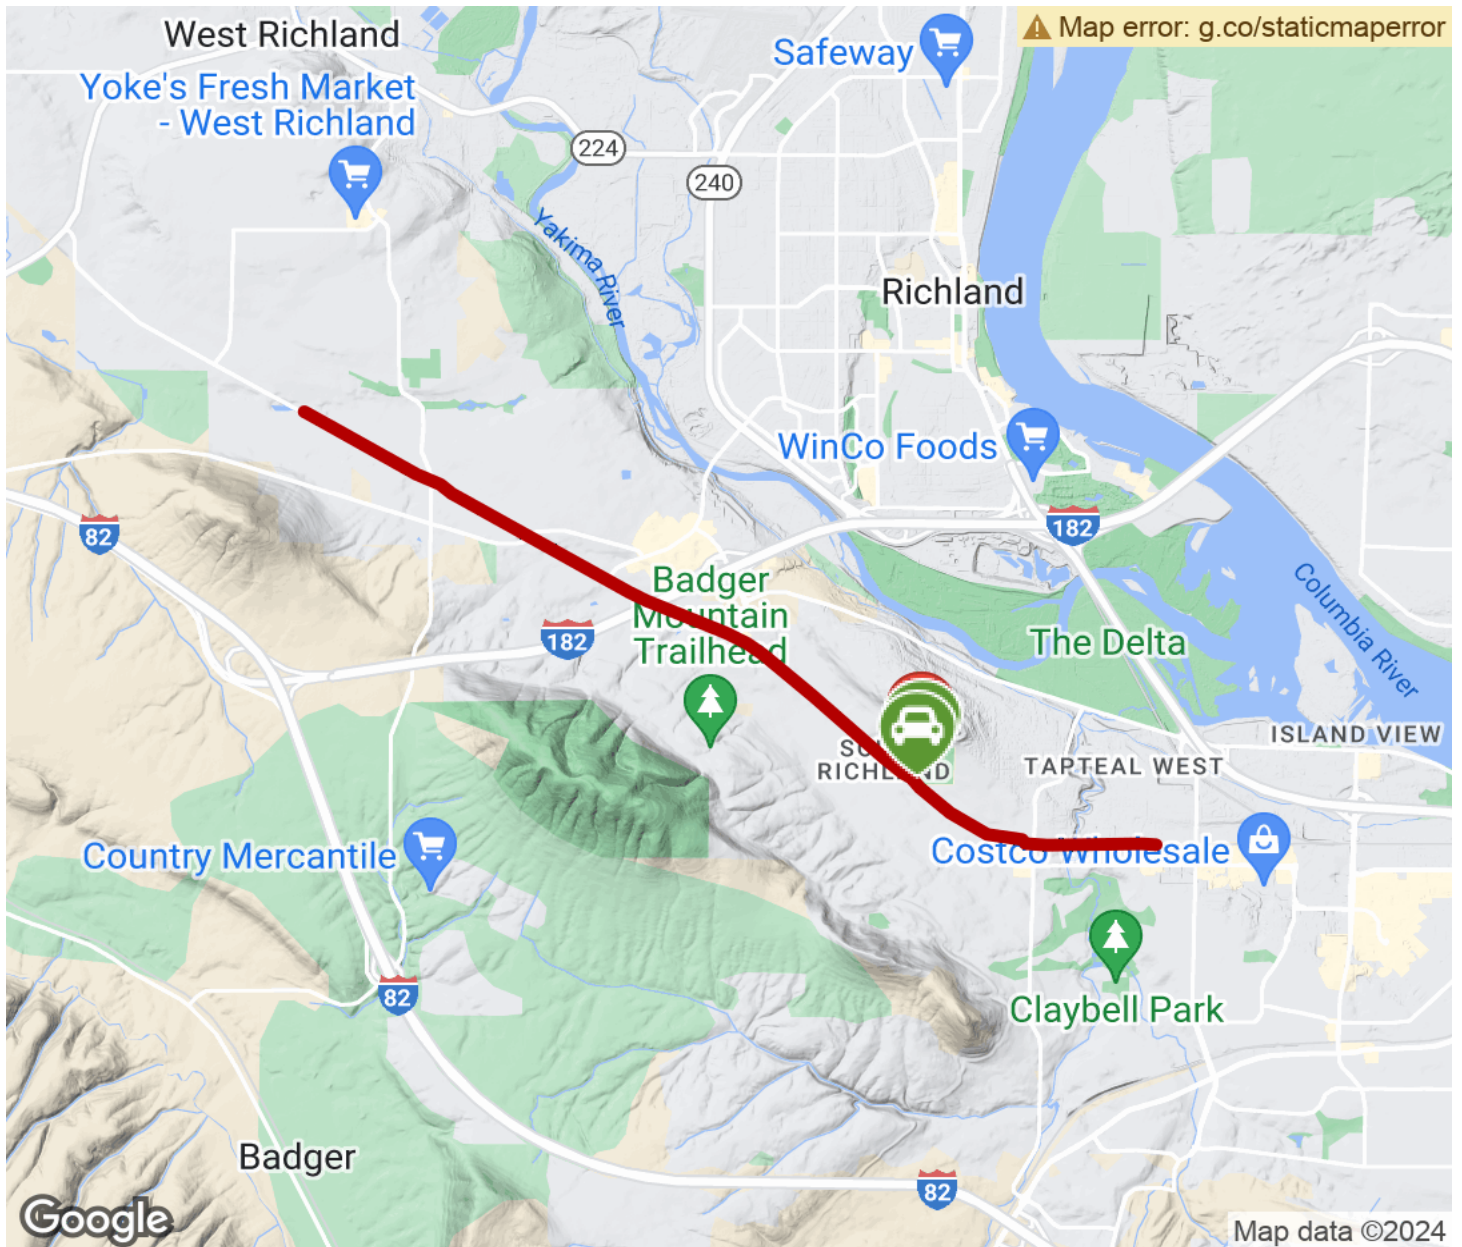 West Richland
Map error: g.co/staticmaperror
Safeway
Yoke's Fresh Market
- West Richland
224
240
Yakima River
Richland
WinCo Foods
182
82
Badger
Mountain
Trailhead
182
Columbia River
The Delta
ISLAND VIEW
RICHLAND
TAPTEAL WEST
Country Mercantile
Costco Wholesale
82
Claybell Park
Badger
82
Google
Map data ©2024